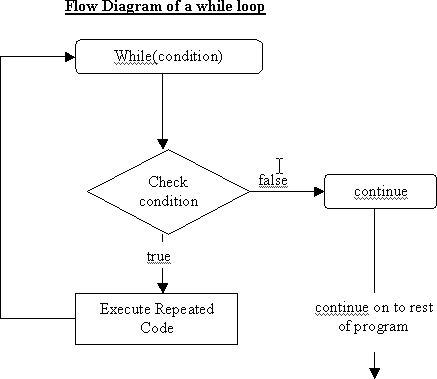 Flow Diagram of a while loop
While(condition)
Check
condition
false
continue
true
Execute Repeated
Code
continue on to rest
of program